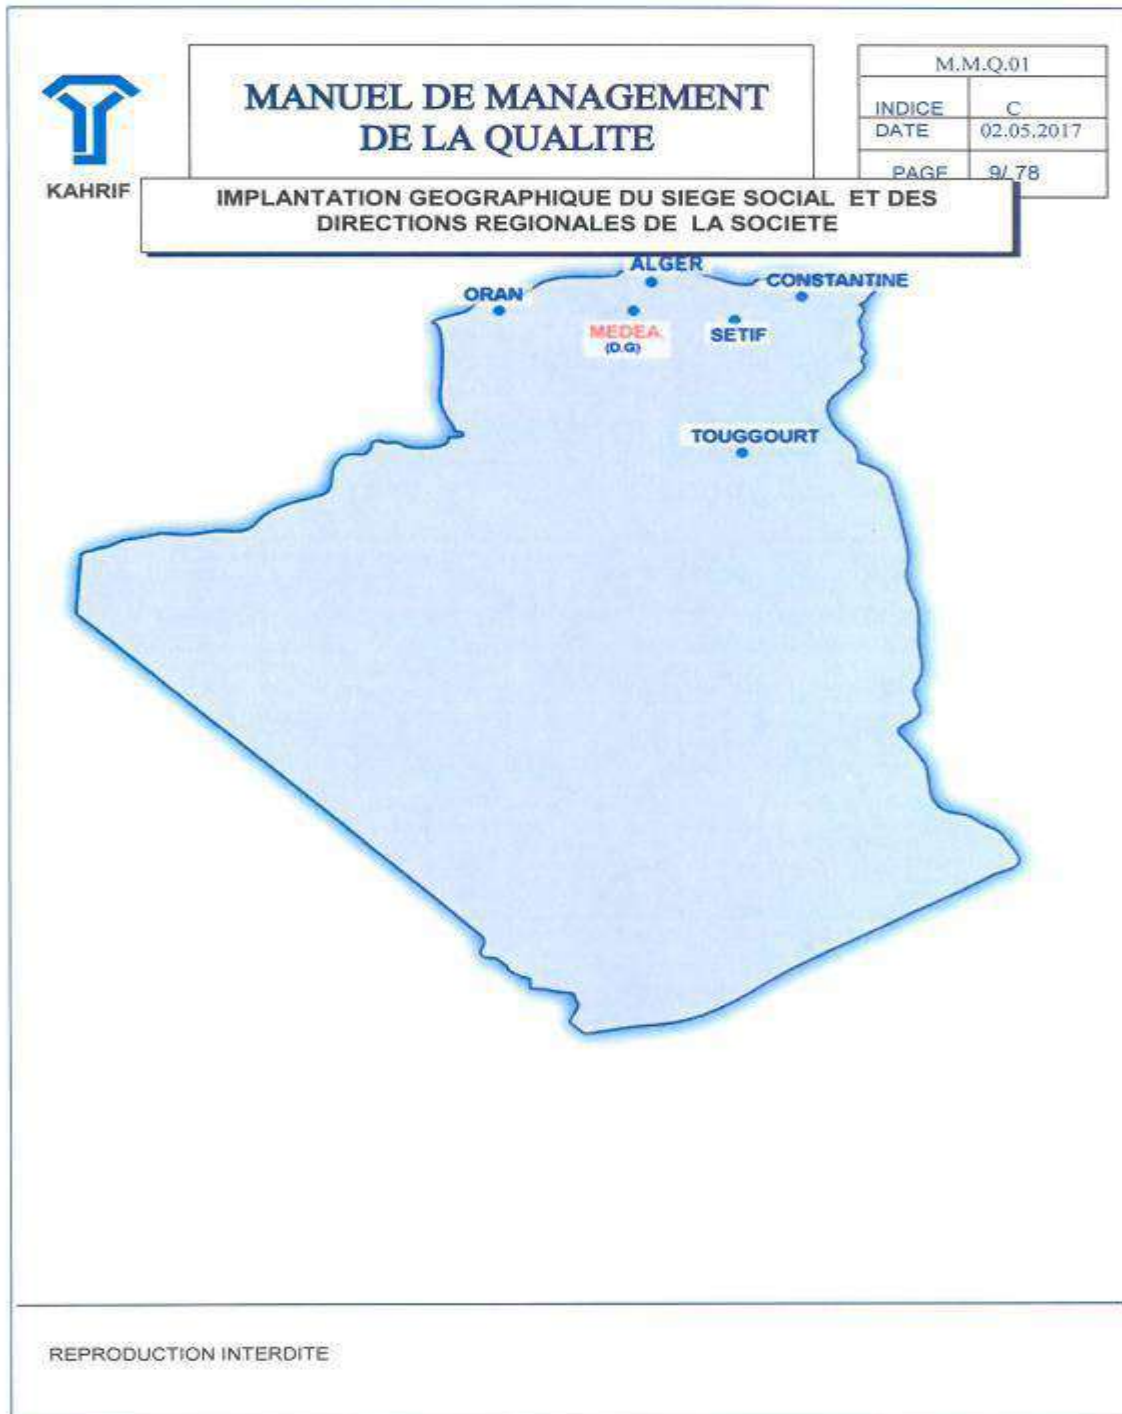 KAHRIF
MANUEL DE MANAGEMENT
DE LA QUALITE
M.M.Q.01
INDICE C
DATE 02.05.2017
PAGE 9/.78
IMPLANTATION GEOGRAPHIQUE DU SIEGE SOCIAL ET DES
DIRECTIONS REGIONALES DE LA SOCIETE
ALGER
CONSTANTINE
ORAN
MEDEA
(D.G)
SETIF
TOUGGOURT
REPRODUCTION INTERDITE